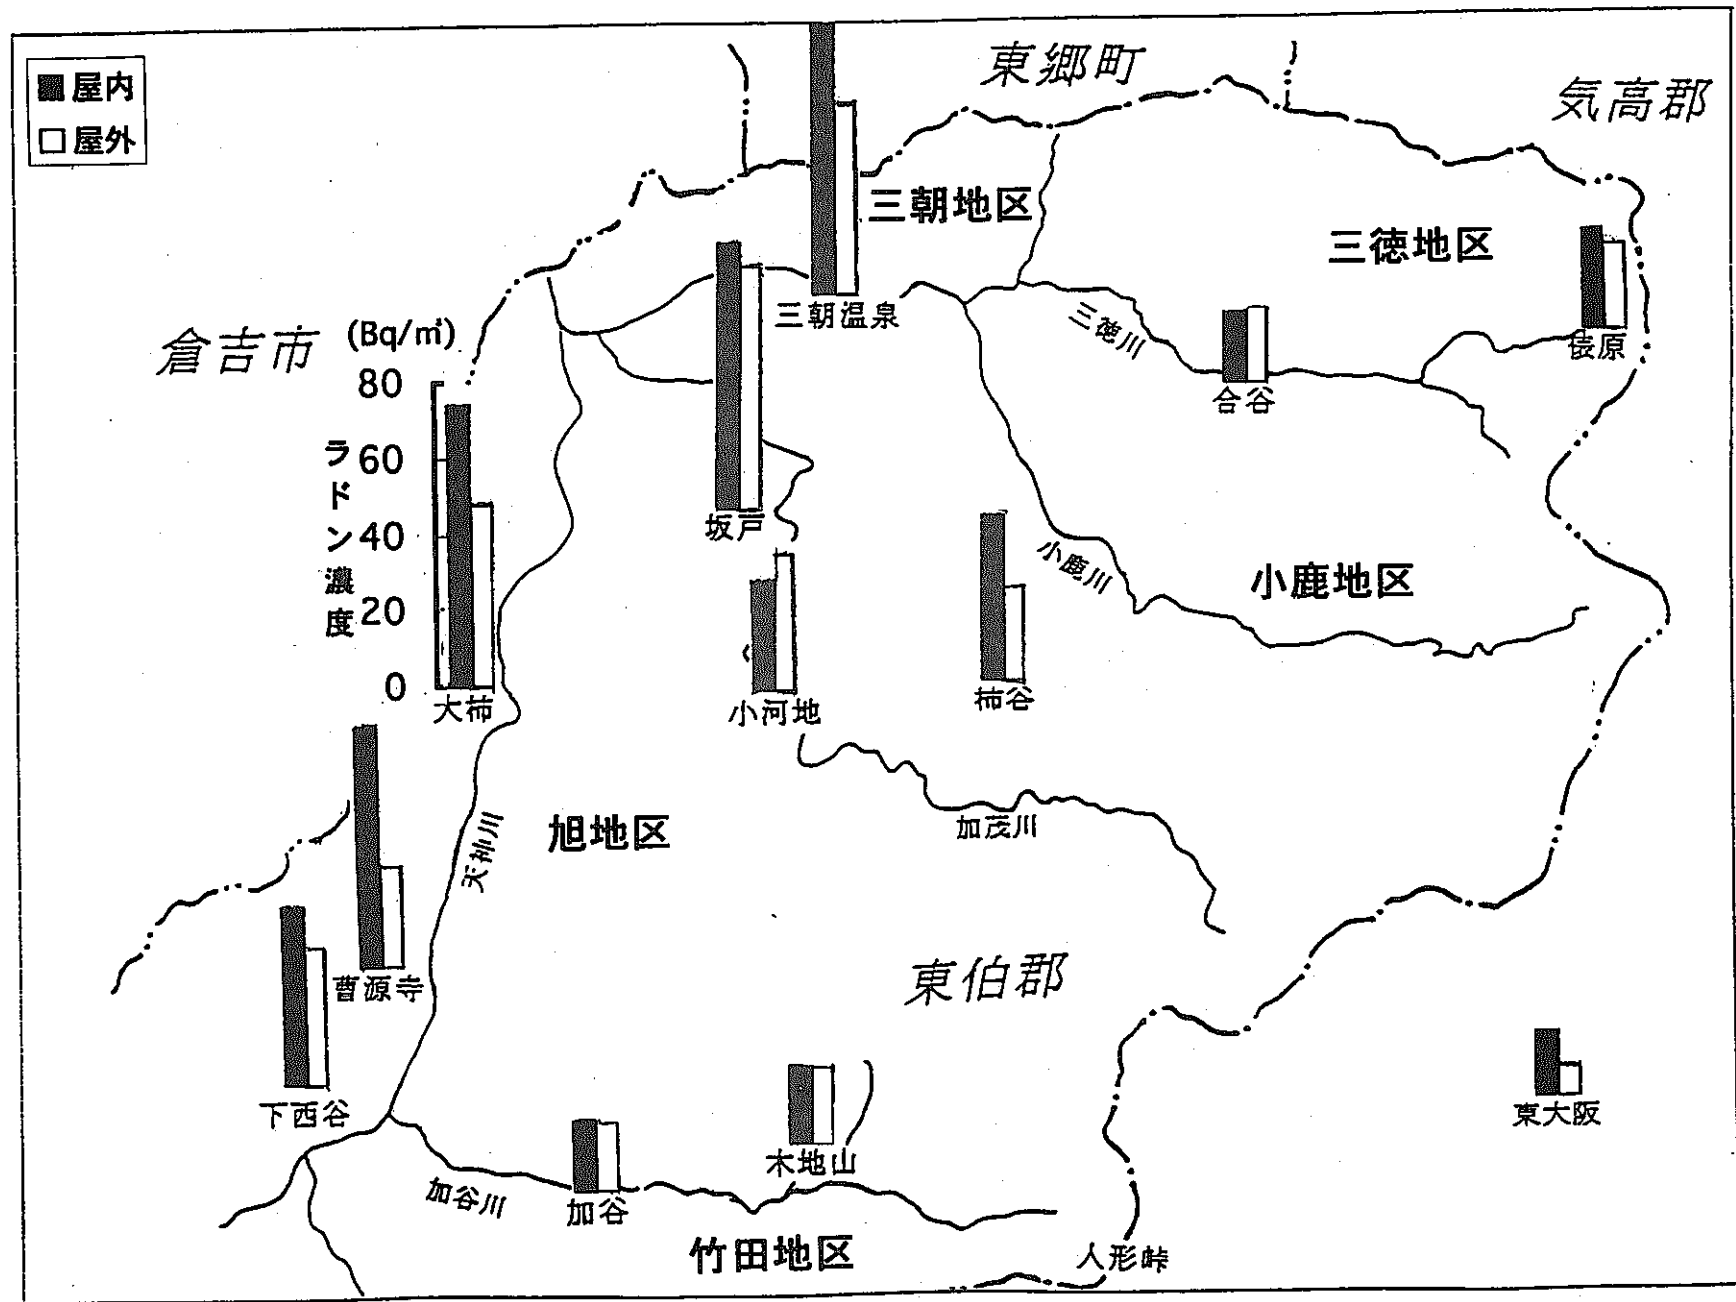 屋内
屋外
東郷町
気高郡
三朝地区
三徳地区
倉吉市
(Bq/㎥)
三朝温泉
三徳川
俵原
合谷
80
60
40
20
0
ラドン濃度
坂戸
小鹿川
小鹿地区
大柿
小河地
柿谷
旭地区
天神川
加茂川
曹源寺
東伯郡
下西谷
東大阪
木地山
加谷川
加谷
竹田地区
人形峠